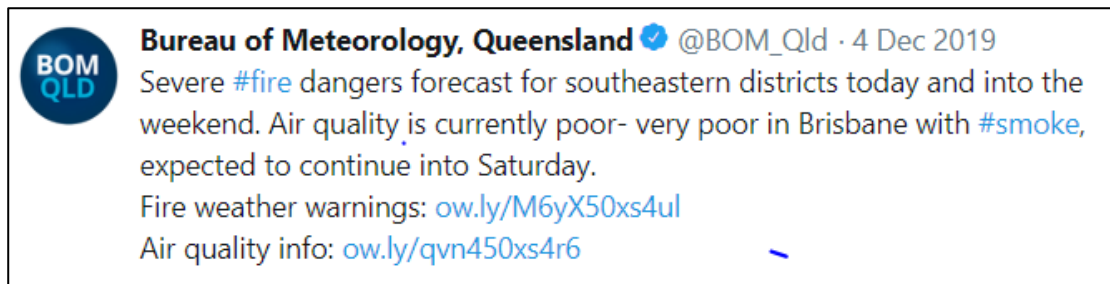 BOM
QLD
Bureau of Meteorology, Queensland @BOM_Qld · 4 Dec 2019
Severe #fire dangers forecast for southeastern districts today and into the
weekend. Air quality is currently poor- very poor in Brisbane with #smoke,
expected to continue into Saturday.
Fire weather warnings: ow.ly/M6yX50xs4ul
Air quality info: ow.ly/qvn450xs4r6